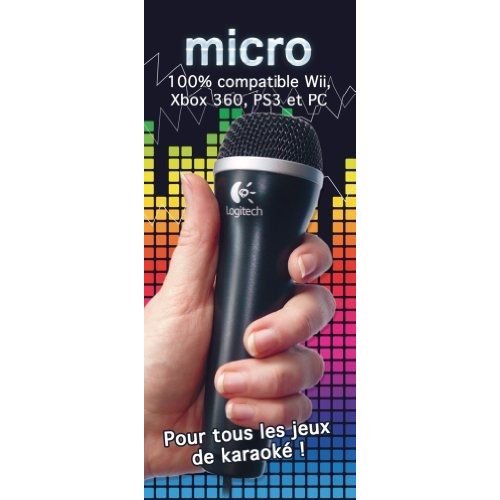 micro
100% compatible Wii,
Xbox 360, PS3 et PC
Logitech
Pour tous les jeux
de karaoké !